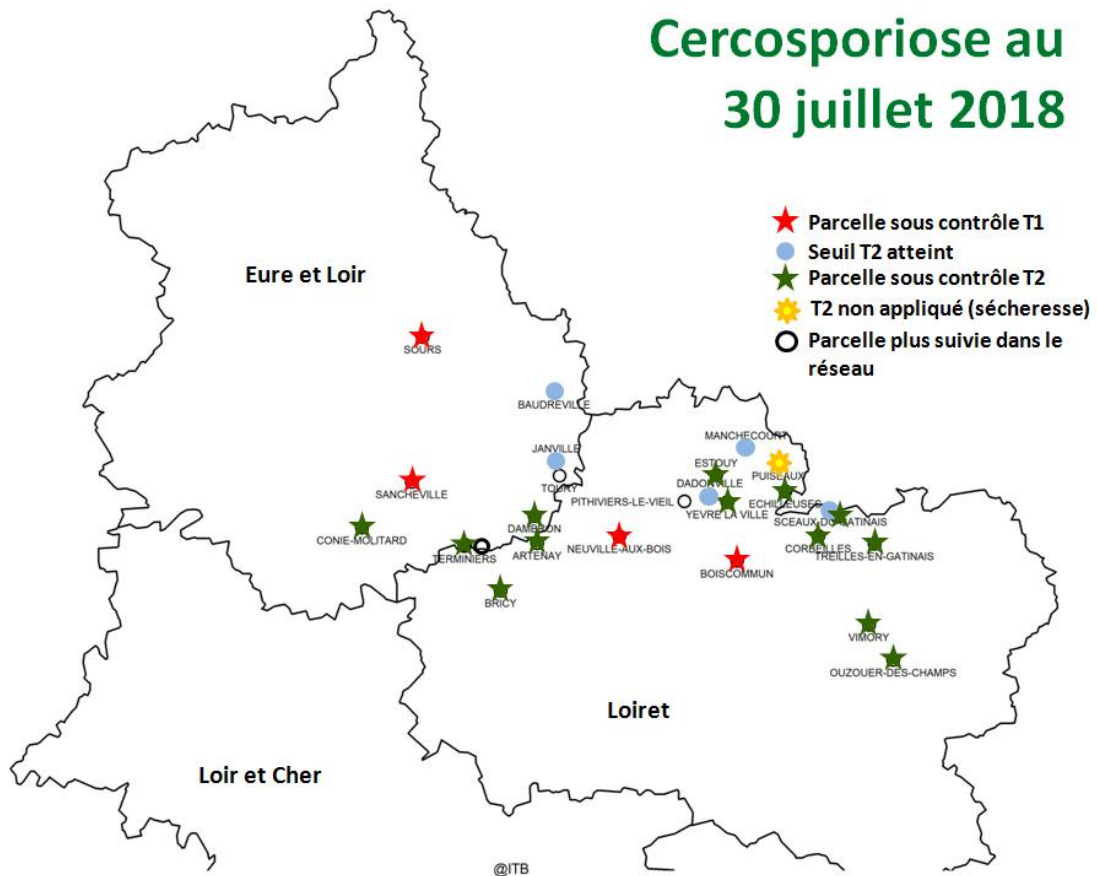 Cercosporiose au
30 juillet 2018
Parcelle sous contrôle T1
Seuil T2 atteint
Parcelle sous contrôle T2
T2 non appliqué (sécheresse)
Parcelle plus suivie dans le
réseau
Eure et Loir
SOURS
BAUDREVILLE
MANCHECOURT
JANVILLE
ESTOUY
PUISEAUX
DADONVILLE
TOURY
SANCHEVILLE
PITHIVIERS-LE-VIEIL
ECHILLEUSES
YEVRE LA VILLE
SCEAUX-DU-GATINAIS
DAMBRON
CONIE-MOLITARD
NEUVILLE-AUX-BOIS
CORBEILLES
TERMINIERS
ARTENAY
TREILLES-EN-GATINAIS
BOISCOMMUN
BRICY
VIMORY
OUZOUER-DES-CHAMPS
Loiret
Loir et Cher
@ITB